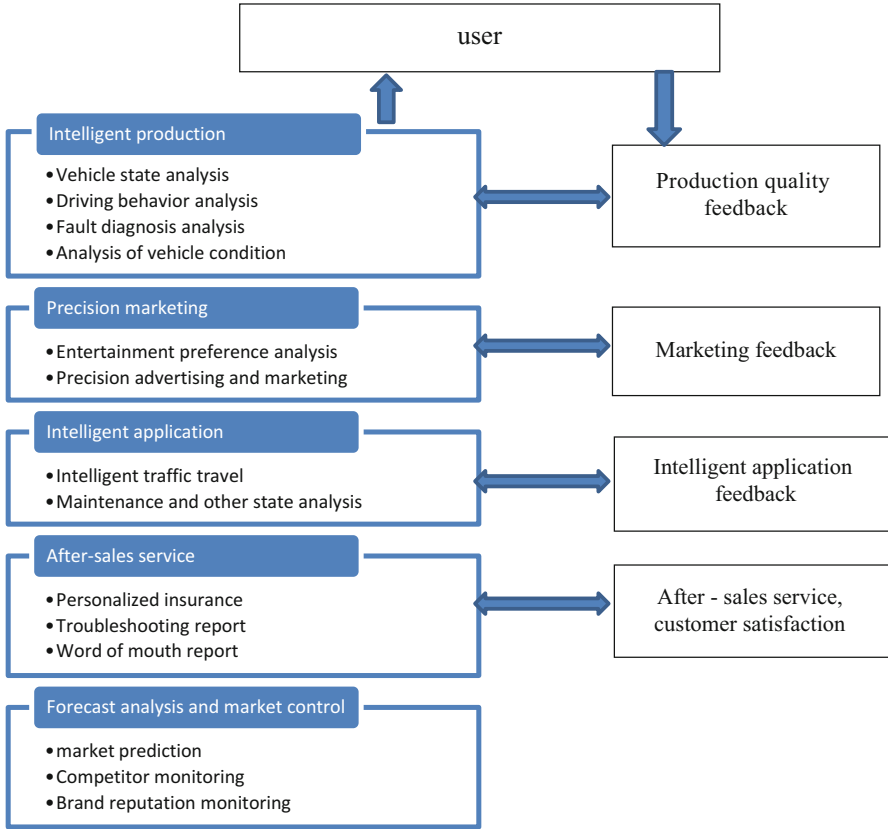 user
Intelligent production
•Vehicle state analysis
•Driving behavior analysis
•Fault diagnosis analysis
•Analysis of vehicle condition
Production quality
feedback
Precision marketing
•Entertainment preference analysis
•Precision advertising and marketing
Marketing feedback
Intelligent application
•Intelligent traffic travel
•Maintenance and other state analysis
Intelligent application
feedback
After-sales service
•Personalized insurance
•Troubleshooting report
•Word of mouth report
After - sales service,
customer satisfaction
Forecast analysis and market control
•market prediction
•Competitor monitoring
•Brand reputation monitoring